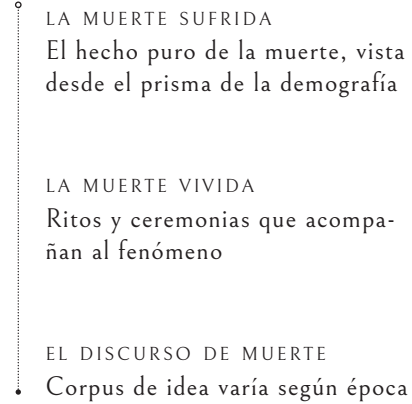 LA MUERTE SUFRIDA
El hecho puro de la muerte, vista
desde el prisma de la demografía
LA MUERTE VIVIDA
Ritos y ceremonias que acompa-
ñan al fenómeno
EL DISCURSO DE MUERTE
Corpus de idea varía según época